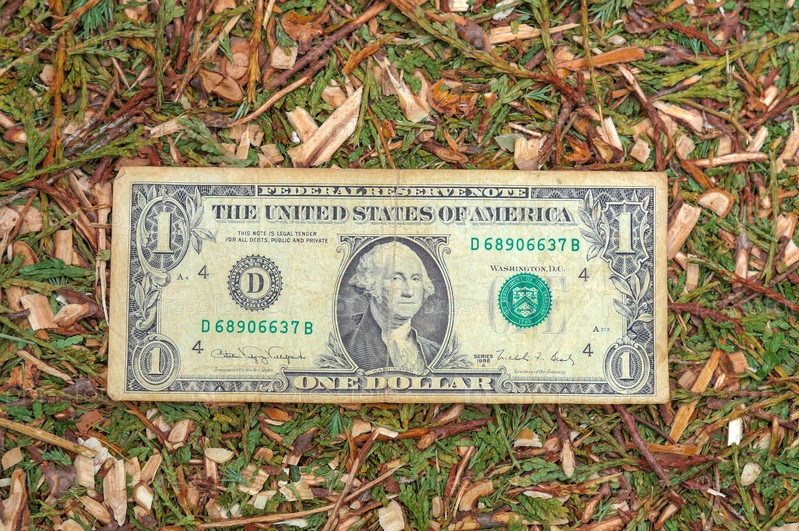 FEDERAL RESERVE NOTE
THE UNITED STATES OF AMERICA
THIS NOTE IS LEGAL TENDER
FOR ALL DEBTS, PUBLIC AND PRIVATE
D 68906637 B
WASHINGTON, D.C.
1
1
A
4
4
D
D 68906637 B
4
4
A
SERIES
1988
A
1
1
ONE DOLLAR